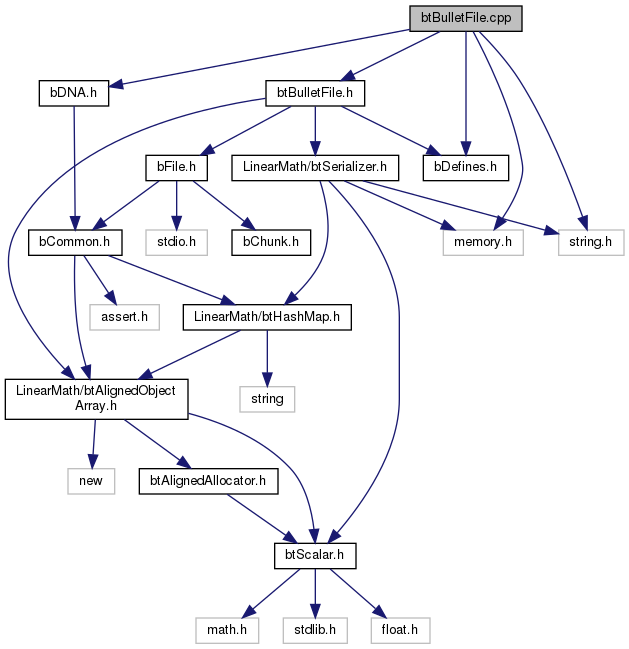 btBulletFile.cpp
bDNA.h
btBulletFile.h
bFile.h
LinearMath/btSerializer.h
bDefines.h
bCommon.h
stdio.h
bChunk.h
memory.h
string.h
assert.h
LinearMath/btHashMap.h
LinearMath/btAlignedObject
Array.h
string
new
btAlignedAllocator.h
btScalar.h
math.h
stdlib.h
float.h